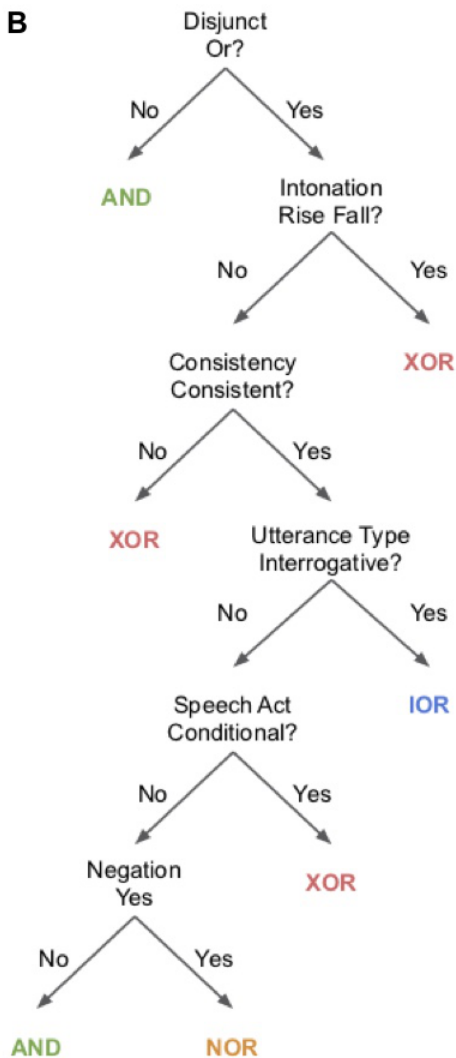 B
Disjunct
Or?
No
Yes
AND
Intonation
Rise Fall?
No
Yes
XOR
Consistency
Consistent?
No
Yes
XOR
Utterance Type
Interrogative?
No
Yes
IOR
Speech Act
Conditional?
No
Yes
XOR
Negation
Yes
No
Yes
AND
NOR